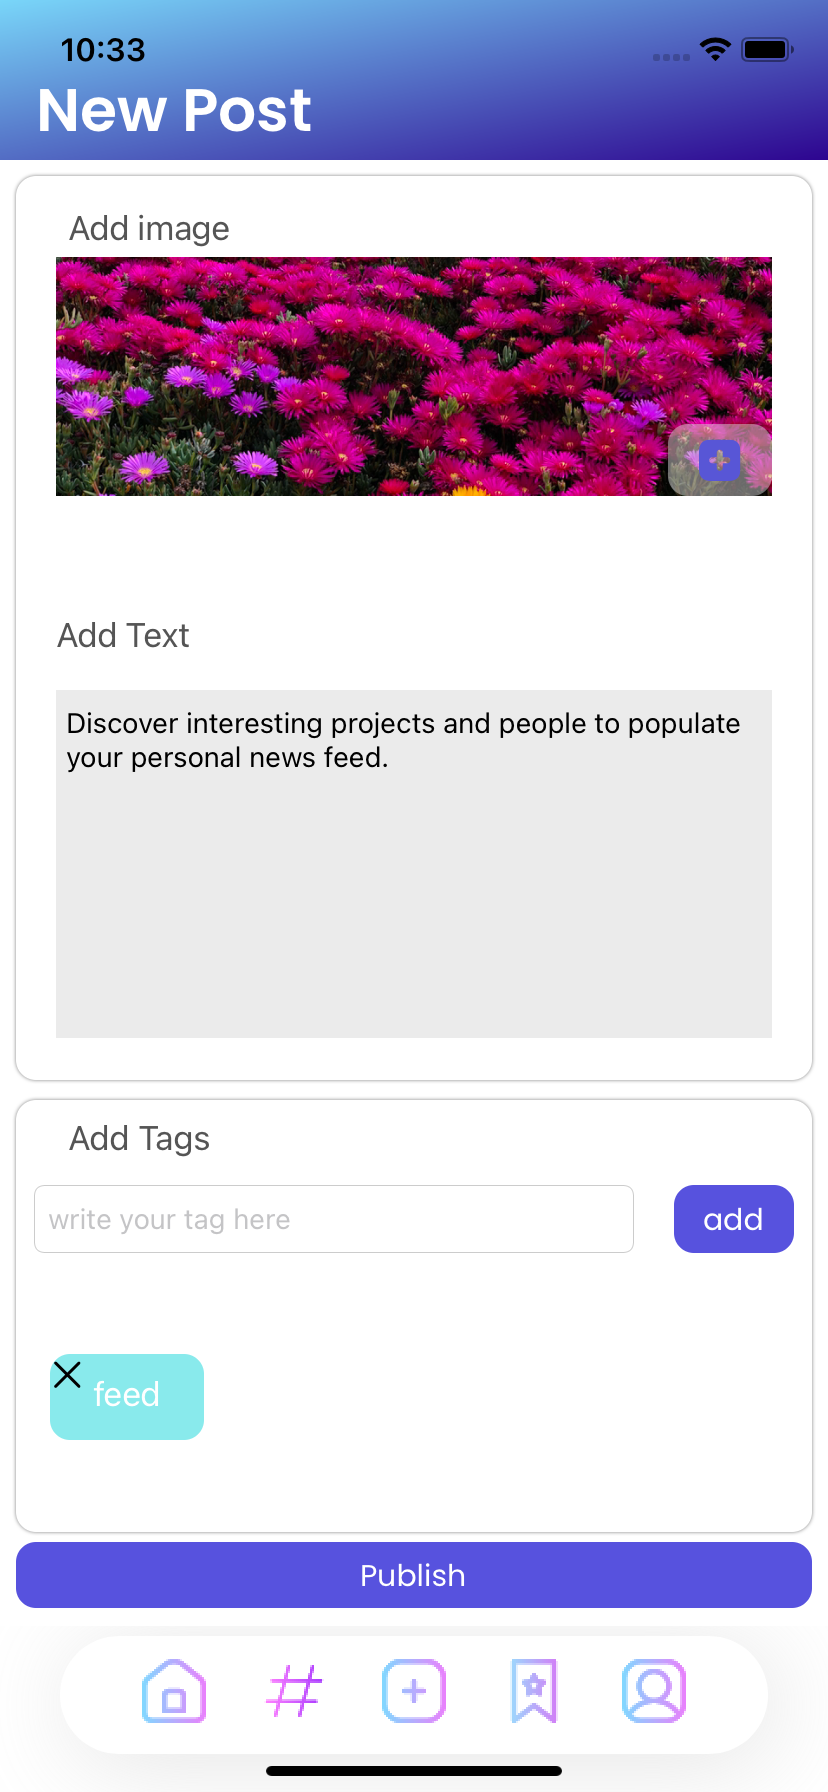 10:33
New Post
Add image
Add Text
Discover interesting projects and people to populate
your personal news feed.
Add Tags
write your tag here
add
feed
Publish